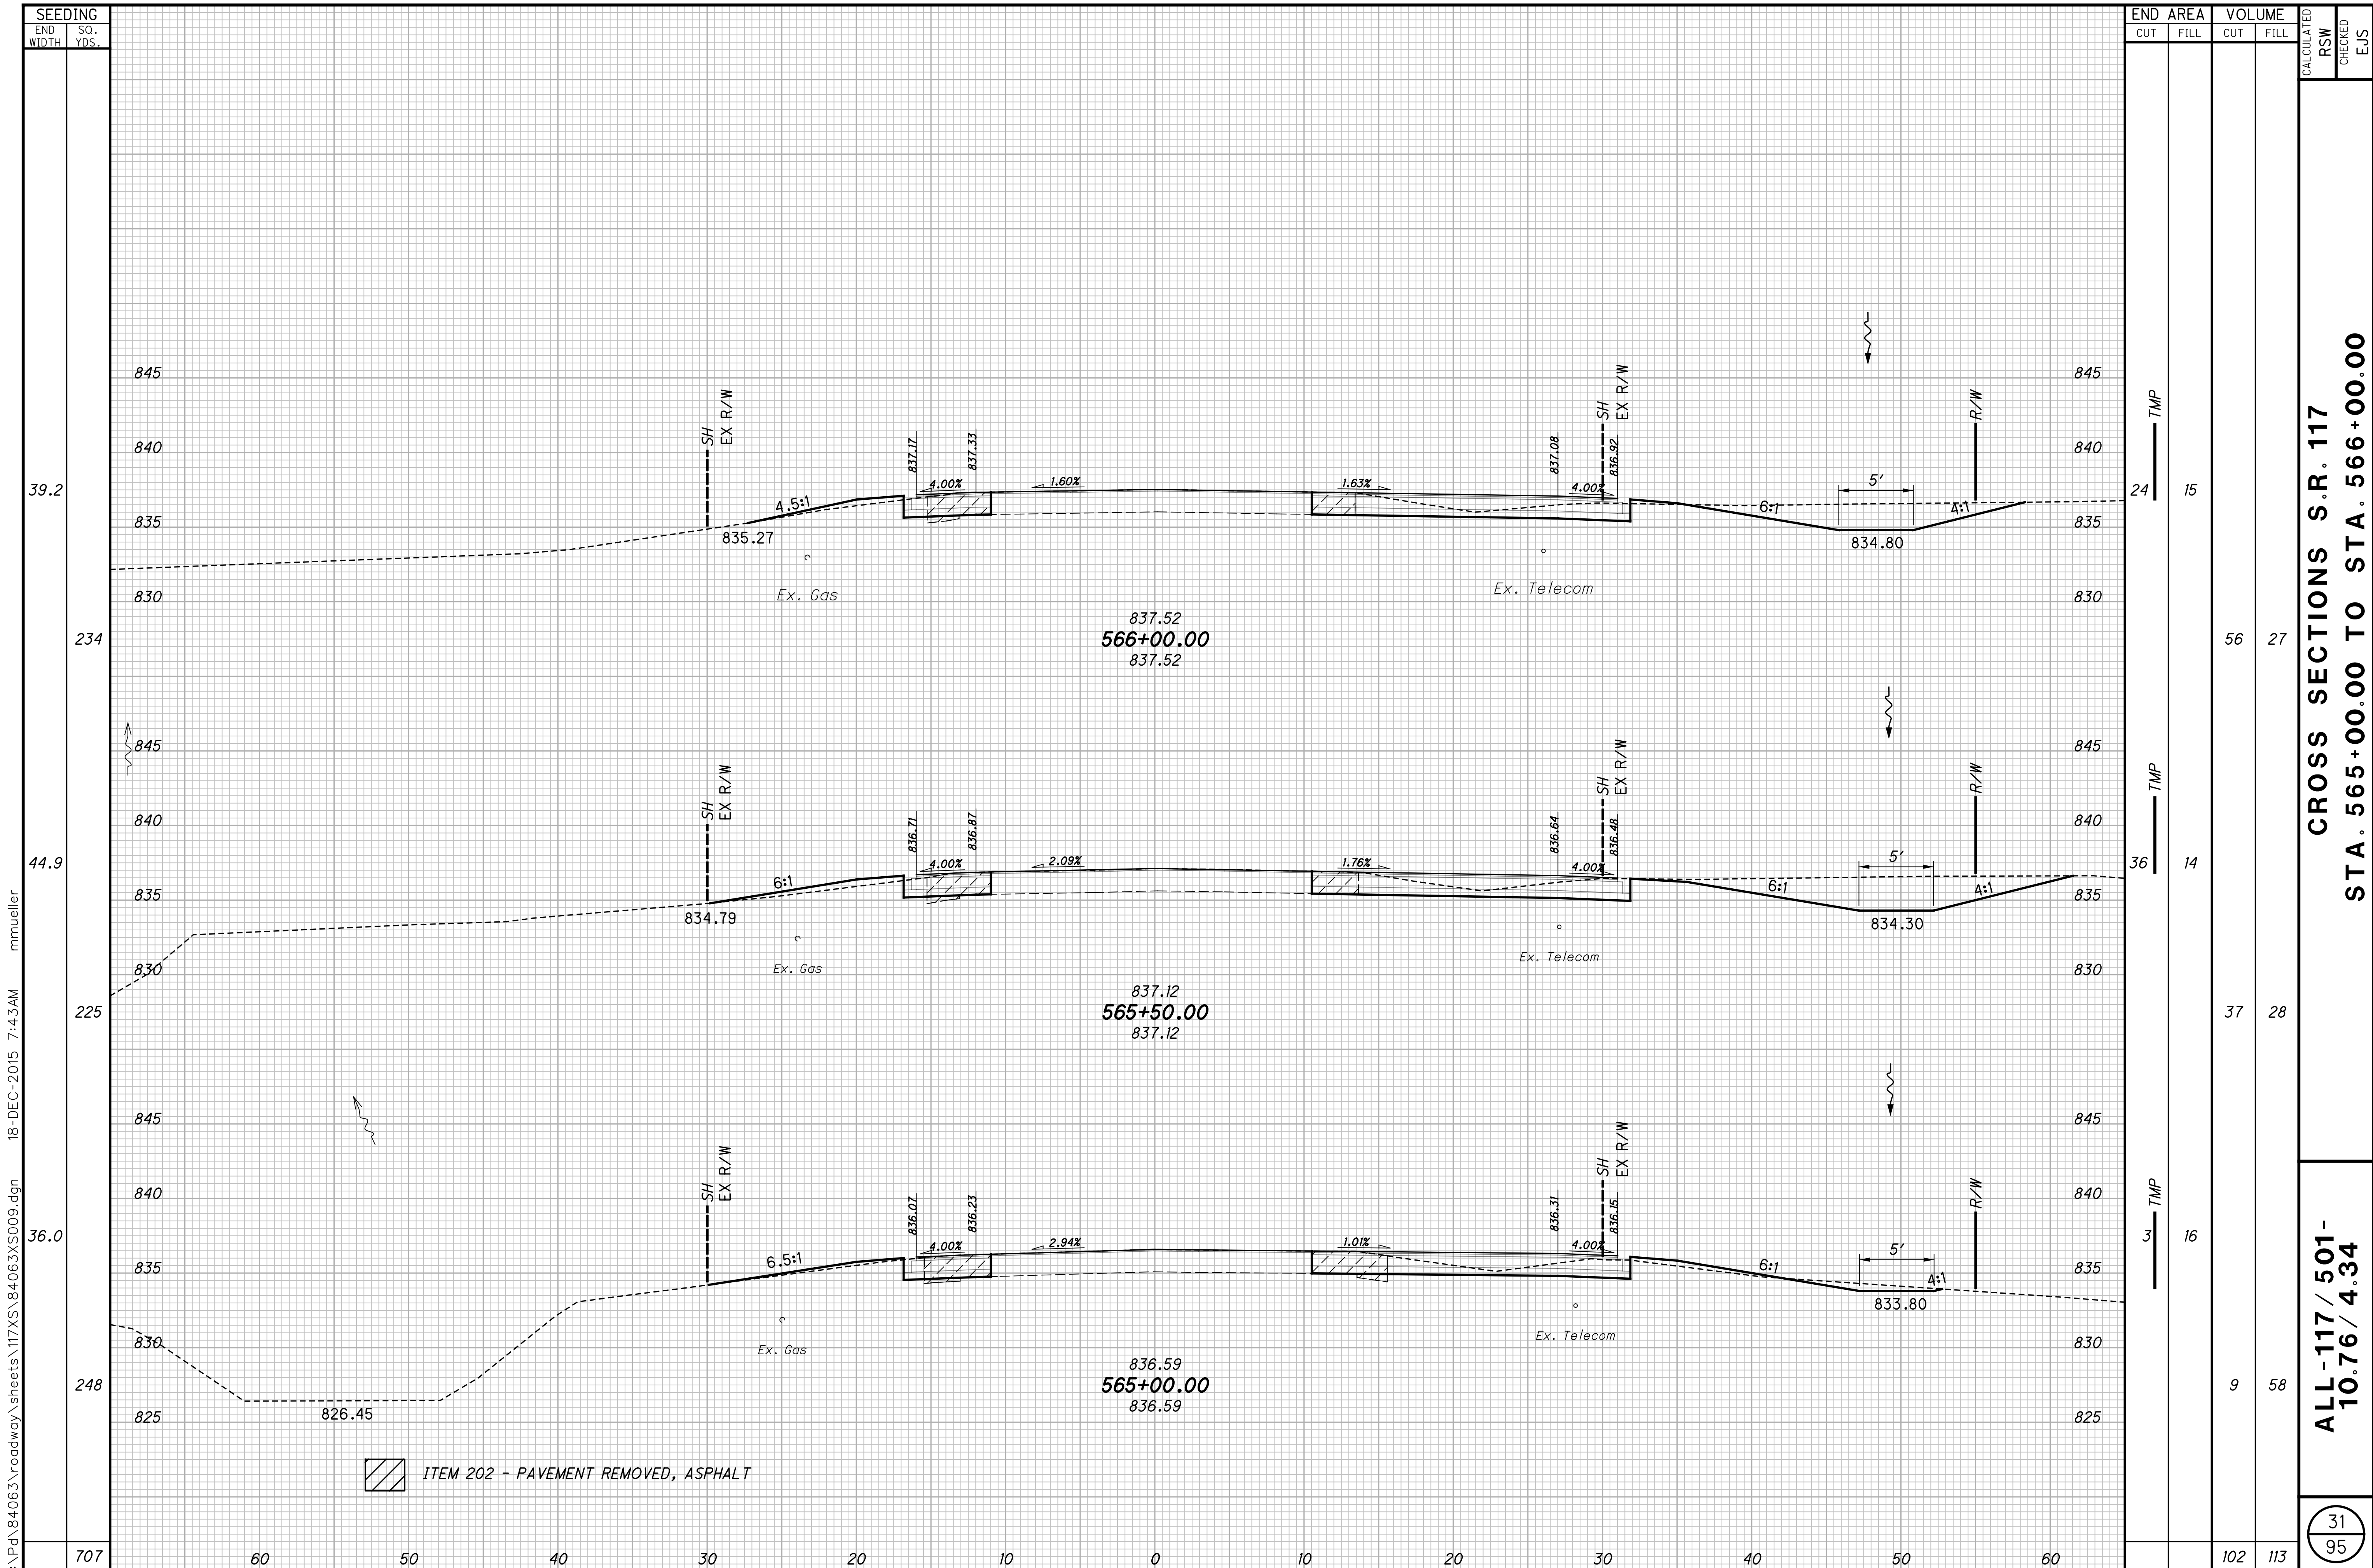 SEEDING
END WIDTH
SQ. YDS.
END AREA
VOLUME
CUT
FILL
CUT
FILL
CALCULATED
RSW
CHECKED
EJS
CROSS SECTIONS S.R. 117
STA. 565+00.00 TO STA. 566+00.00
845
845
840
840
835
835
830
830
39.2
234
SH
EX R/W
837.17
837.33
4.00%
1.60%
1.63%
837.08
SH
EX R/W
836.92
4.00%
5'
R/W
TMP
24
15
4.5:1
6:1
4:1
835.27
834.80
Ex. Gas
Ex. Telecom
837.52
566+00.00
837.52
56
27
845
845
840
840
835
835
830
830
44.9
225
SH
EX R/W
836.71
836.87
4.00%
2.09%
1.76%
836.64
SH
EX R/W
836.48
4.00%
5'
R/W
TMP
36
14
6:1
6:1
4:1
834.79
834.30
Ex. Gas
Ex. Telecom
837.12
565+50.00
837.12
37
28
845
845
840
840
835
835
830
830
825
825
36.0
248
SH
EX R/W
836.07
836.23
4.00%
2.94%
1.01%
836.31
SH
EX R/W
836.15
4.00%
5'
R/W
TMP
3
16
6.5:1
6:1
4:1
833.80
Ex. Gas
Ex. Telecom
836.59
565+00.00
836.59
826.45
9
58
ITEM 202 - PAVEMENT REMOVED, ASPHALT
707
60
50
40
30
20
10
0
10
20
30
40
50
60
102
113
ALL-117/501-
10.76/4.34
31
95
\Pd\84063\roadway\sheets\117XS\84063XS009.dgn 18-DEC-2015 7:43AM mmueller